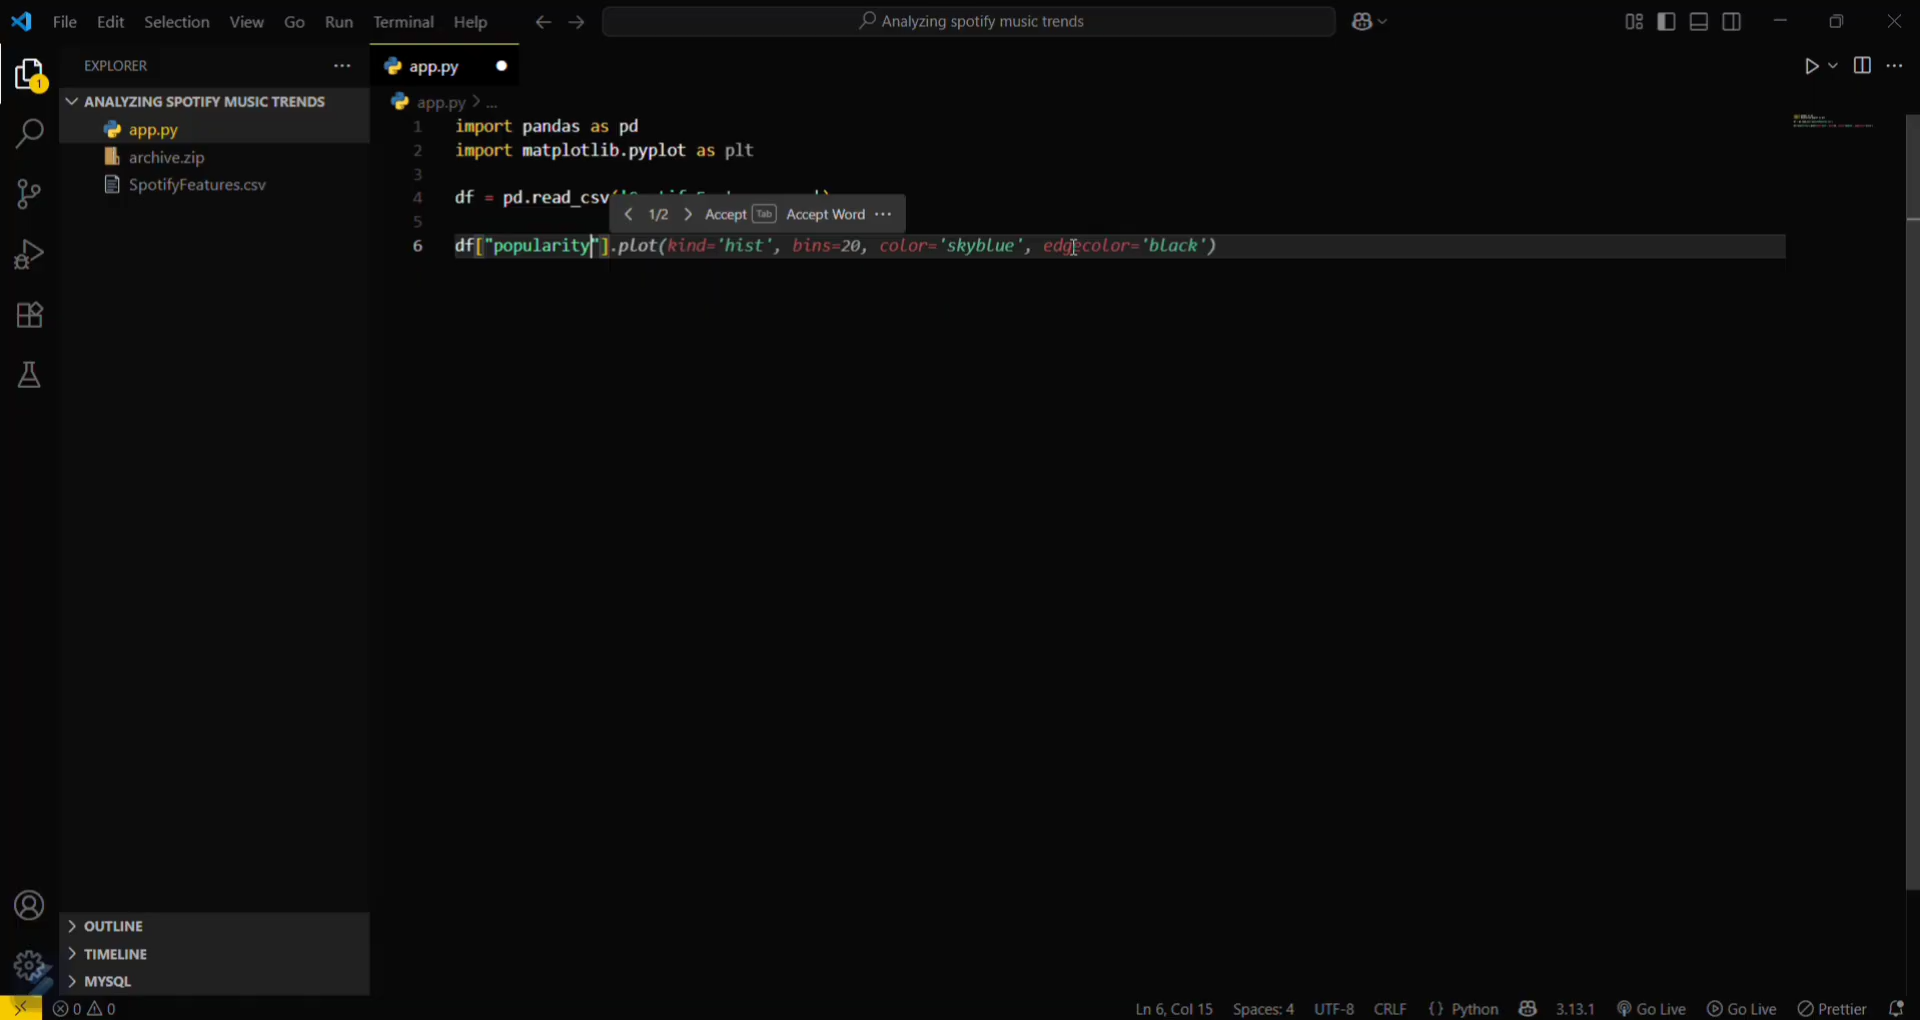 File Edit Selection View Go Run Terminal Help
Analyzing spotify music trends
EXPLORER
app.py
1
ANALYZING SPOTIFY MUSIC TRENDS
app.py
archive.zip
SpotifyFeatures.csv
app.py > ...
1 import pandas as pd
2 import matplotlib.pyplot as plt
3
4 df = pd.read_csv(
1/2 Accept Tab Accept Word
5
6 df["popularity"].plot(kind='hist', bins=20, color='skyblue', edgecolor='black')
OUTLINE
TIMELINE
MYSQL
0 0
Ln 6, Col 15 Spaces: 4 UTF-8 CRLF {} Python 3.13.1 Go Live Go Live Prettier